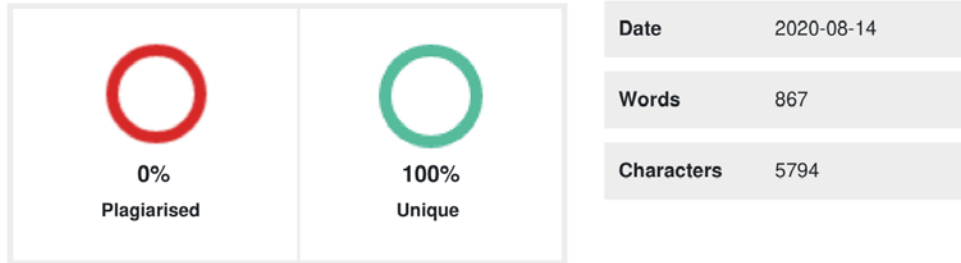 0%
Plagiarised
100%
Unique
Date 2020-08-14
Words 867
Characters 5794